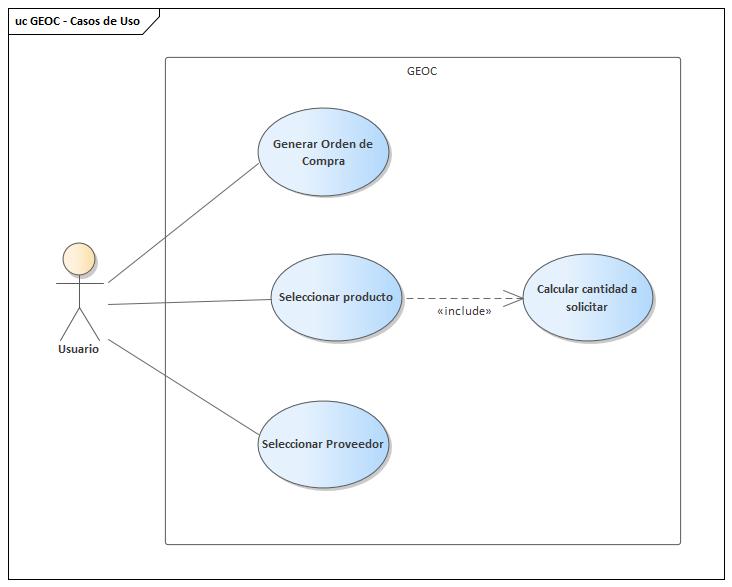 uc GEOC - Casos de Uso
GEOC
Generar Orden de
Compra
Seleccionar producto
«include»
Calcular cantidad a
solicitar
Usuario
Seleccionar Proveedor